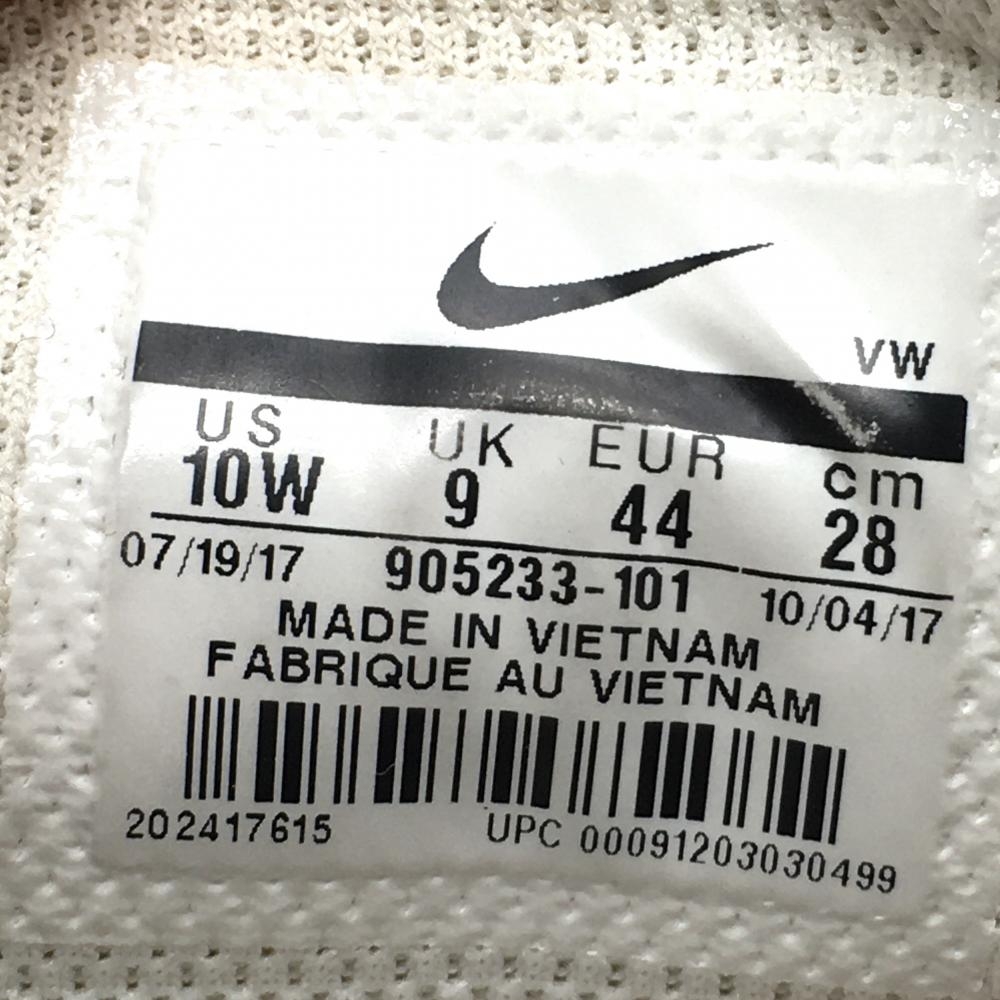 VW
US UK EUR cm
10W 9 44 28
07/19/17 905233-101 10/04/17
MADE IN VIETNAM
FABRIQUE AU VIETNAM
202417615 UPC 00091203030499